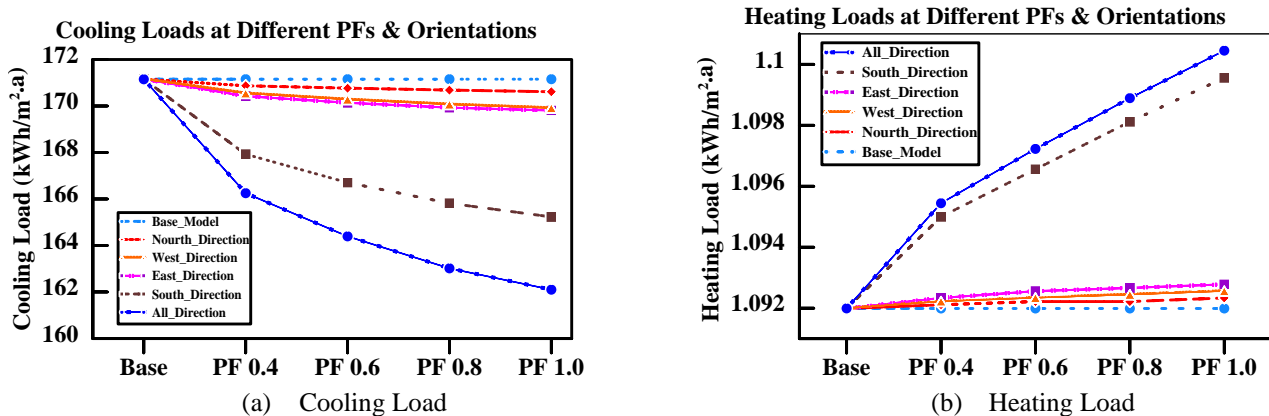 Cooling Loads at Different PFs & Orientations
Cooling Load (kWh/m².a)
172
170
168
166
164
162
160
Base_Model
Nourth_Direction
West_Direction
East_Direction
South_Direction
All_Direction
Base PF 0.4 PF 0.6 PF 0.8 PF 1.0
(a) Cooling Load
Heating Loads at Different PFs & Orientations
Heating Load (kWh/m².a)
1.1
1.098
1.096
1.094
1.092
All_Direction
South_Direction
East_Direction
West_Direction
Nourth_Direction
Base_Model
Base PF 0.4 PF 0.6 PF 0.8 PF 1.0
(b) Heating Load